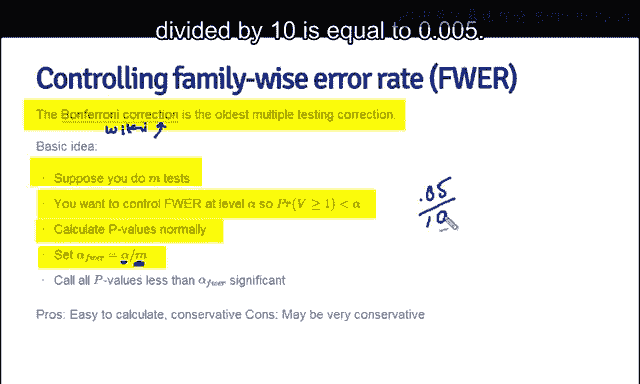 divided by 10 is equal to 0.005.
Controlling family-wise error rate (FWER)
The Bonferroni correction is the oldest multiple testing correction.
wiki ↗
Basic idea:
· Suppose you do m tests
· You want to control FWER at level α so Pr(V ≥ 1) < α
· Calculate P-values normally
· Set α_fwer = α/m
· Call all P-values less than α_fwer significant
.05
10
Pros: Easy to calculate, conservative Cons: May be very conservative